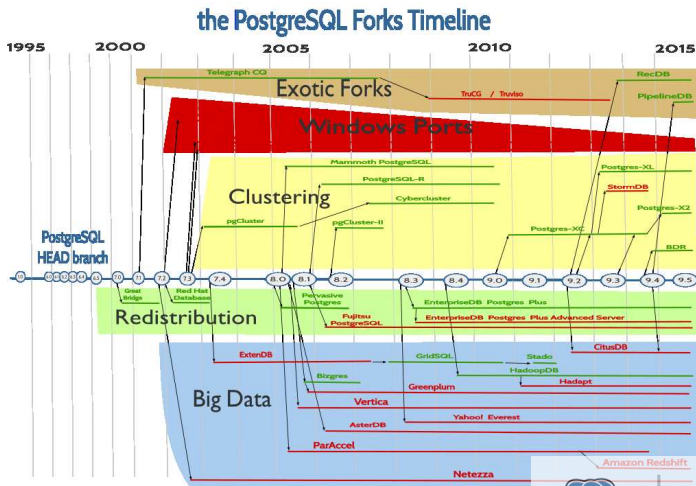 the PostgreSQL Forks Timeline
1995 2000 2005 2010 2015
Telegraph CQ
RecDB
Exotic Forks
TruCQ / Truviso
PipelineDB
Windows Ports
Mammoth PostgreSQL
Postgres-XL
PostgreSQL-R
StormDB
Clustering
Cybercluster
Postgres-X2
pgCluster
pgCluster-II
Postgres-XC
PostgreSQL
HEAD branch
BDR
7.0 7.1 7.2 7.3 7.4 8.0 8.1 8.2 8.3 8.4 9.0 9.1 9.2 9.3 9.4 9.5
Great
Bridge
Red Hat
Database
Pervasive
Postgres
EnterpriseDB Postgres Plus
Redistribution
Fujitsu
PostgreSQL
EnterpriseDB Postgres Plus Advanced Server
CitusDB
ExtenDB
GridSQL
Stado
HadoopDB
Bizgres
Hadapt
Greenplum
Big Data
Vertica
Yahoo! Everest
AsterDB
ParAccel
Amazon Redshift
Netezza